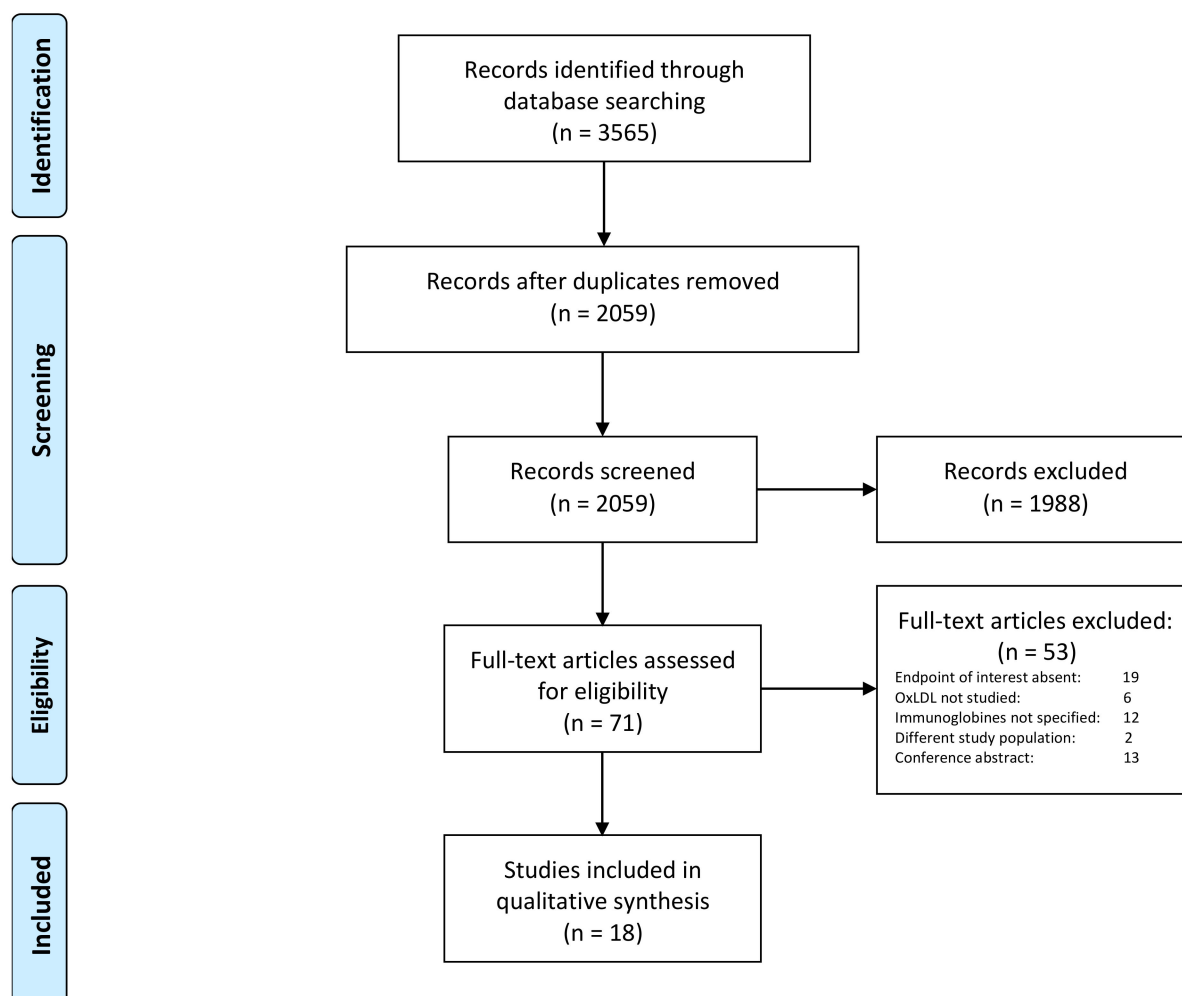 Identification
Records identified through
database searching
(n = 3565)
Screening
Records after duplicates removed
(n = 2059)
Records screened
(n = 2059)
Records excluded
(n = 1988)
Eligibility
Full-text articles assessed
for eligibility
(n = 71)
Full-text articles excluded:
(n = 53)
Endpoint of interest absent: 19
OxLDL not studied: 6
Immunoglobines not specified: 12
Different study population: 2
Conference abstract: 13
Included
Studies included in
qualitative synthesis
(n = 18)